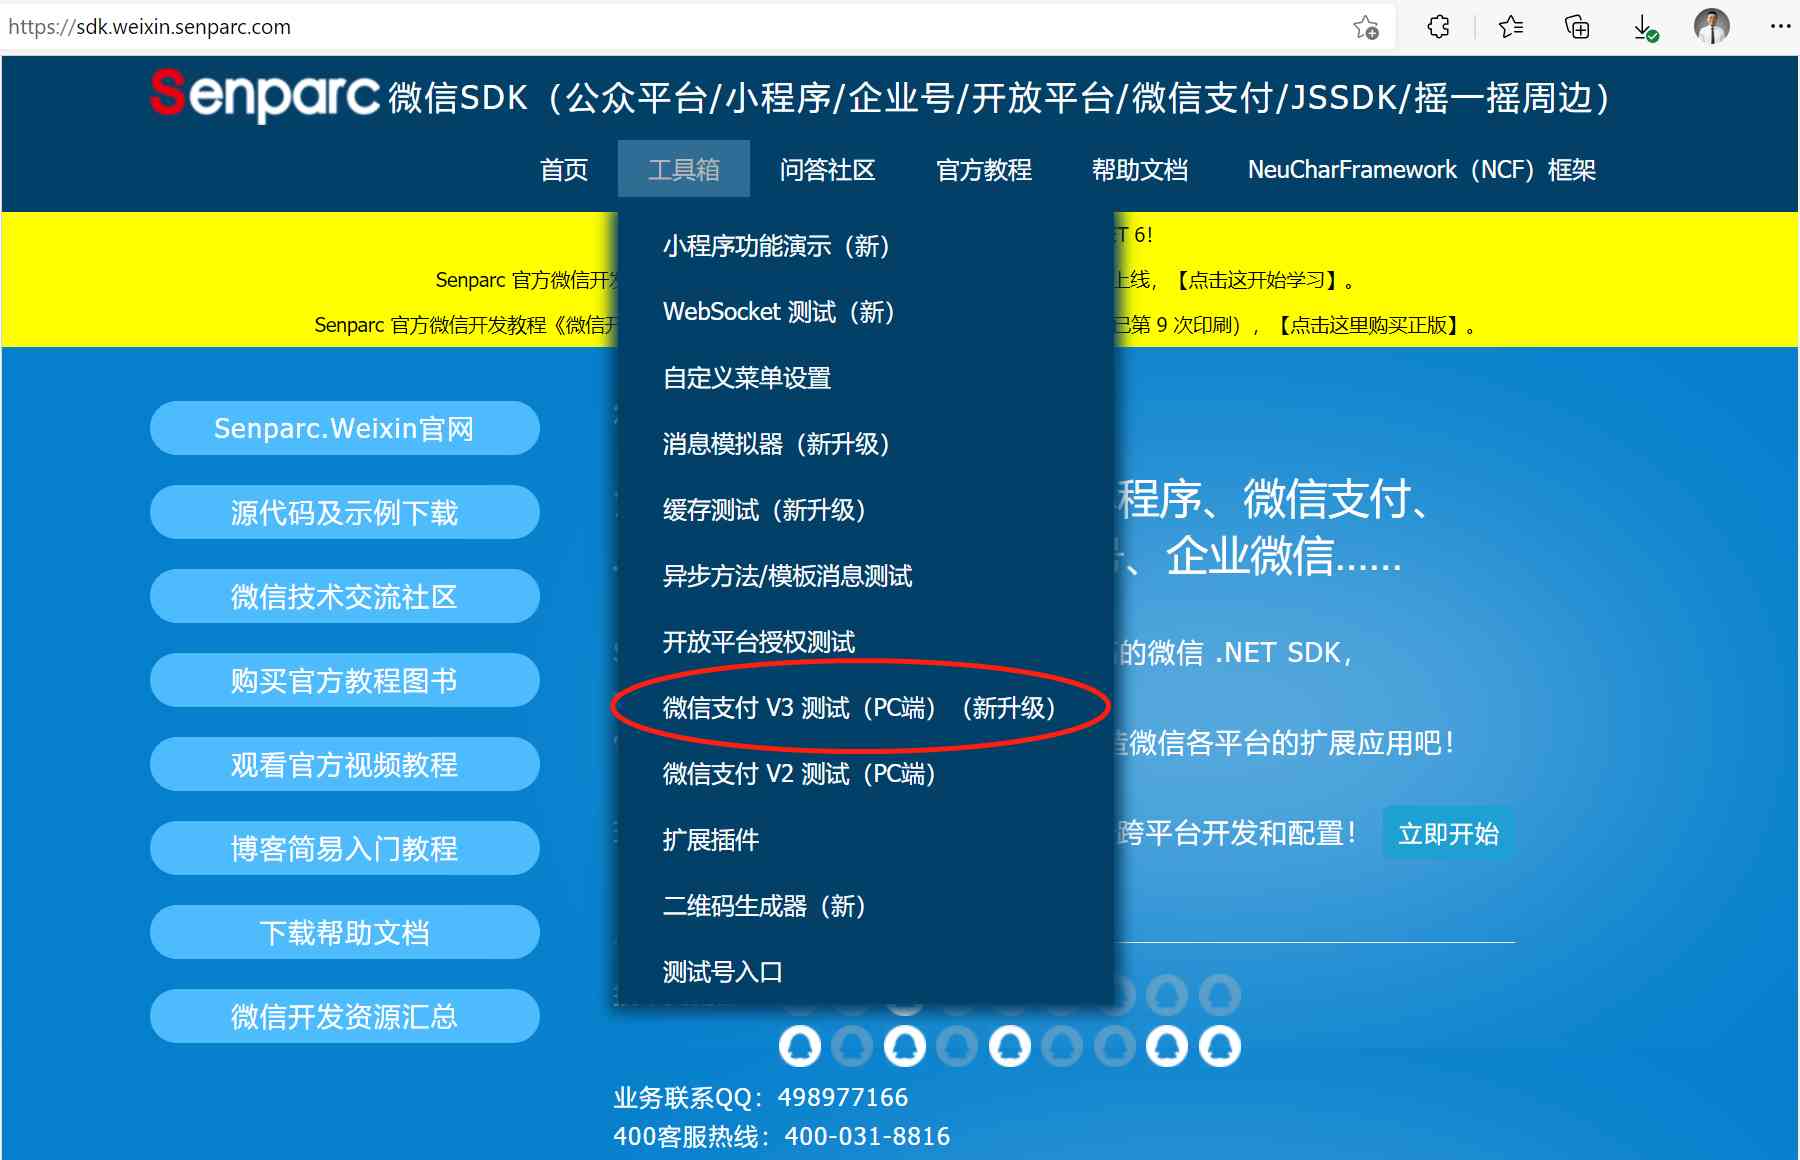 https://sdk.weixin.senparc.com
Senparc 微信SDK（公众平台/小程序/企业号/开放平台/微信支付/JSSDK/摇一摇周边）
首页 工具箱 问答社区 官方教程 帮助文档 NeuCharFramework（NCF）框架
T 6!
Senparc 官方微信开 上线，【点击这开始学习】。
Senparc 官方微信开发教程《微信开 已第 9 次印刷），【点击这里购买正版】。
小程序功能演示（新）
WebSocket 测试（新）
自定义菜单设置
消息模拟器（新升级）
缓存测试（新升级）
异步方法/模板消息测试
开放平台授权测试
微信支付 V3 测试（PC端）（新升级）
微信支付 V2 测试（PC端）
扩展插件
二维码生成器（新）
测试号入口
Senparc.Weixin官网
源代码及示例下载
微信技术交流社区
购买官方教程图书
观看官方视频教程
博客简易入门教程
下载帮助文档
微信开发资源汇总
程序、微信支付、
、企业微信......
的微信 .NET SDK，
微信各平台的扩展应用吧！
跨平台开发和配置！ 立即开始
业务联系QQ：498977166
400客服热线：400-031-8816